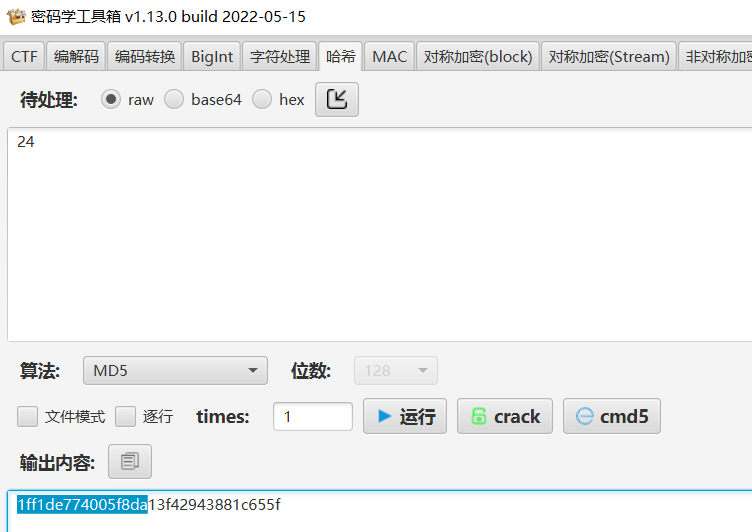 密码学工具箱 v1.13.0 build 2022-05-15
CTF 编解码 编码转换 BigInt 字符处理 哈希 MAC 对称加密(block) 对称加密(Stream) 非对称加密
待处理: raw base64 hex
24
算法: MD5 位数: 128
文件模式 逐行 times: 1 运行 crack cmd5
输出内容:
1ff1de774005f8da13f42943881c655f